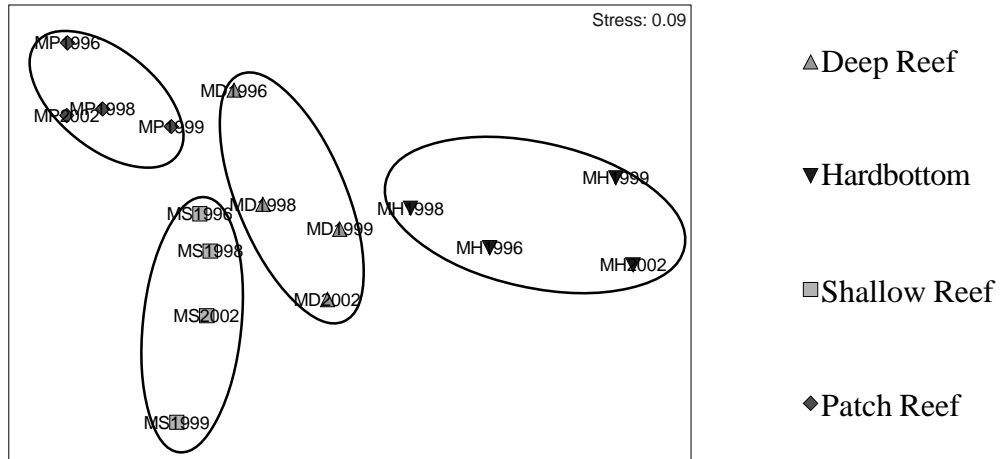 Stress: 0.09
MP1996
MD1996
MP1998
MP2002
MP1999
MH1999
MD1998
MH1998
MS1996
MD1999
MH1996
MS1998
MH2002
MD2002
MS2002
MS1999
Deep Reef
Hardbottom
Shallow Reef
Patch Reef